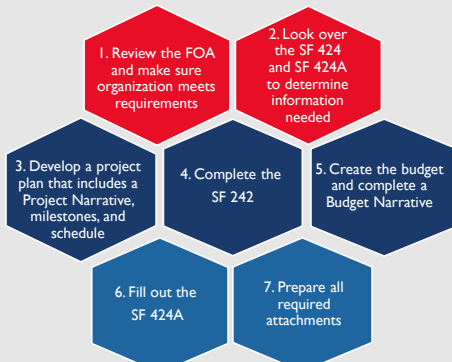 1. Review the FOA
and make sure
organization meets
requirements
2. Look over
the SF 424
and SF 424A
to determine
information
needed
3. Develop a project
plan that includes a
Project Narrative,
milestones, and
schedule
4. Complete the
SF 242
5. Create the budget
and complete a
Budget Narrative
6. Fill out the
SF 424A
7. Prepare all
required
attachments